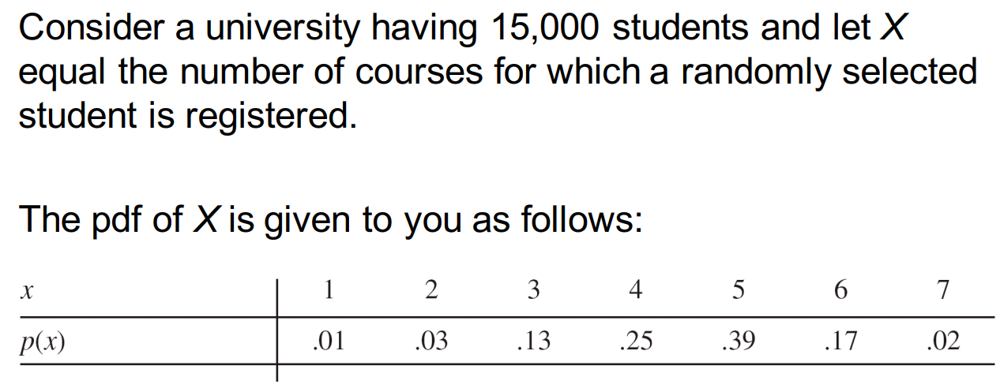 Consider a university having 15,000 students and let X
equal the number of courses for which a randomly selected
student is registered.
The pdf of X is given to you as follows:
x 1 2 3 4 5 6 7
p(x) .01 .03 .13 .25 .39 .17 .02